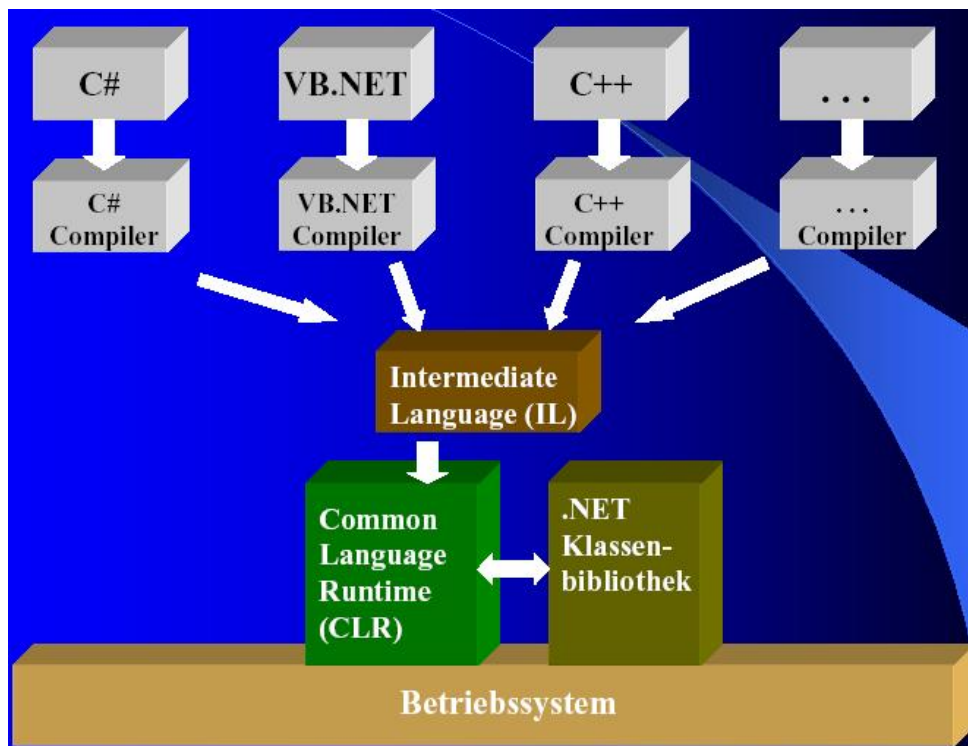 C#
VB.NET
C++
. . .
C#
Compiler
VB.NET
Compiler
C++
Compiler
. . .
Compiler
Intermediate
Language (IL)
Common
Language
Runtime
(CLR)
.NET
Klassen-
bibliothek
Betriebssystem